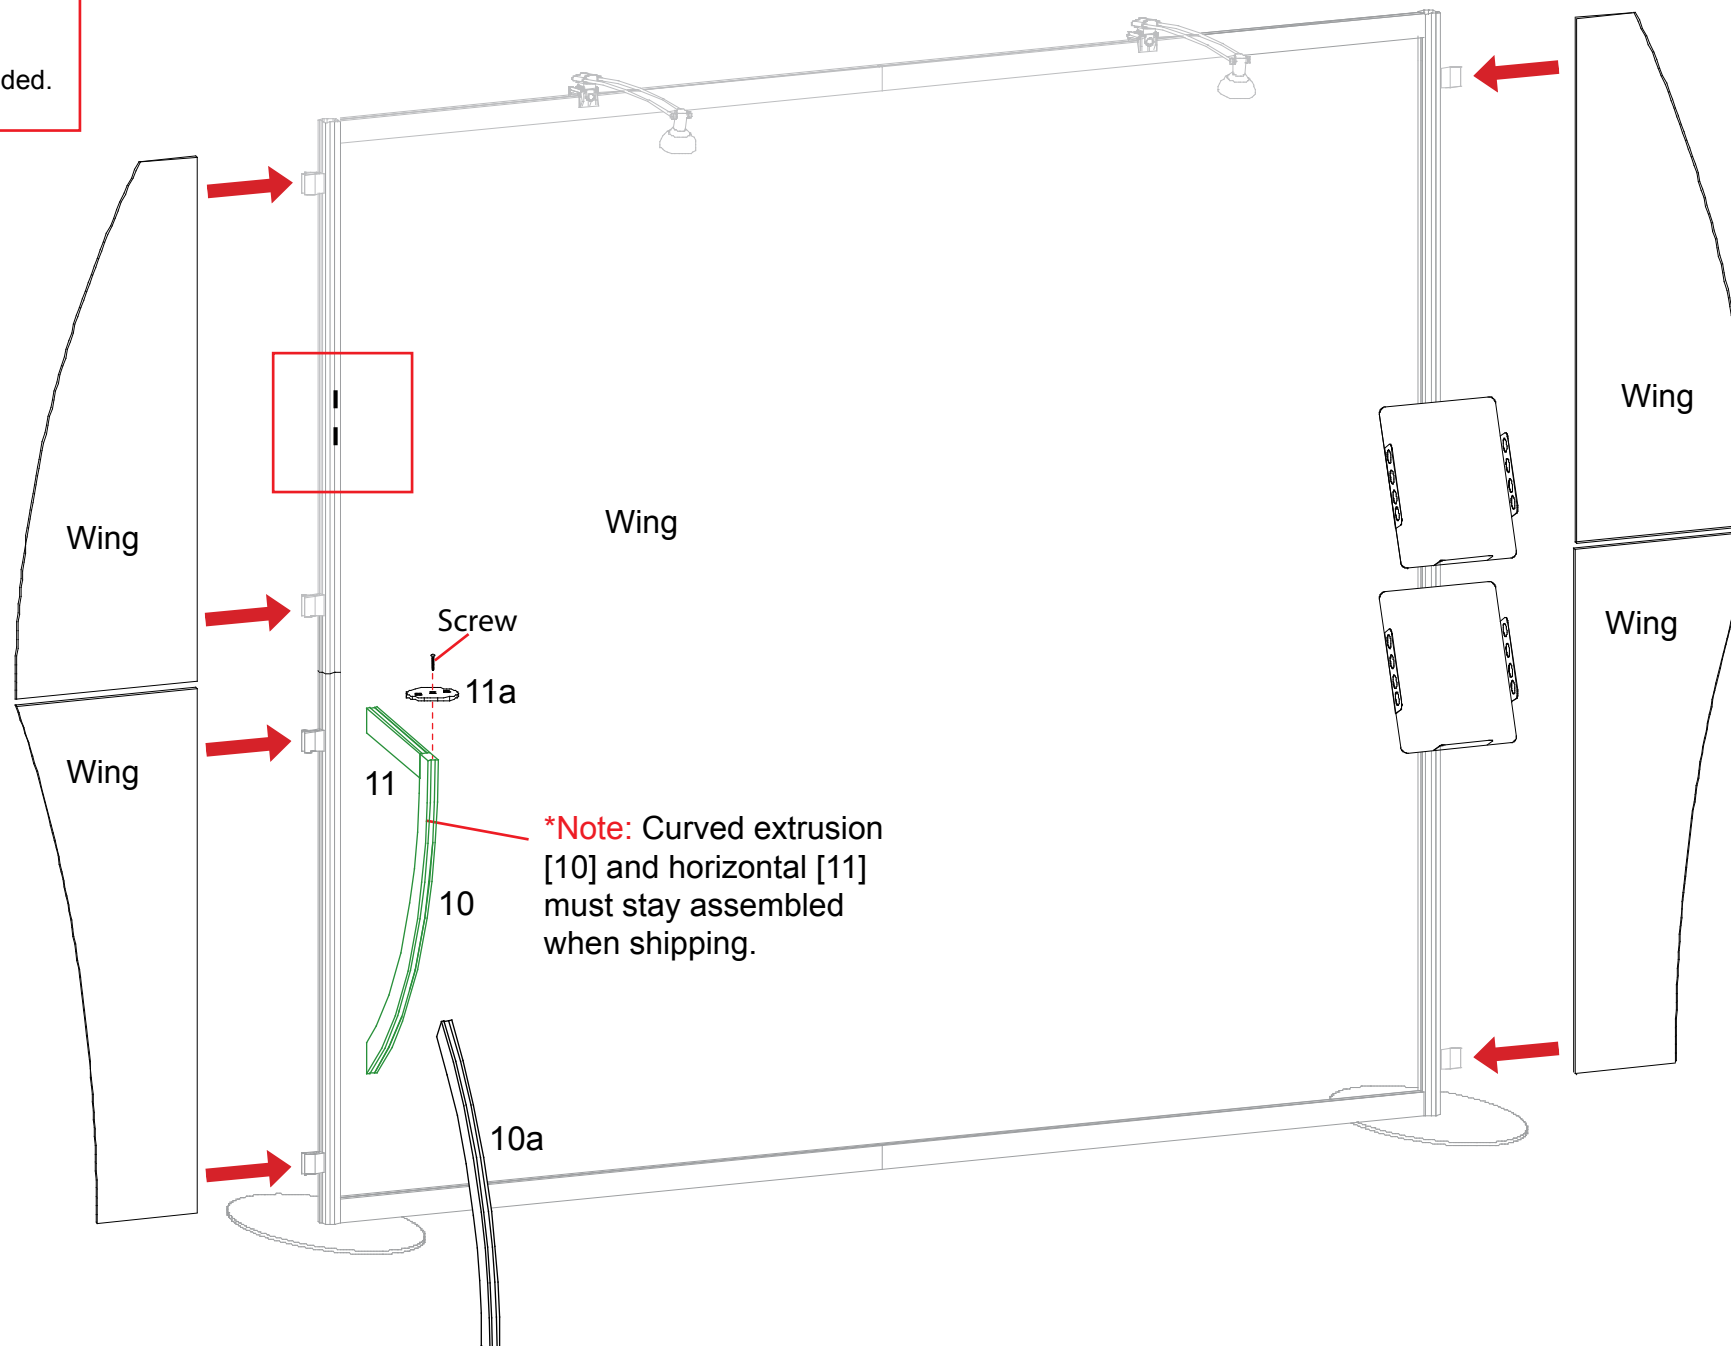 ded.
Wing
Wing
Wing
Screw
11a
Wing
Wing
11
*Note: Curved extrusion
[10] and horizontal [11]
must stay assembled
when shipping.
10
10a
Wing